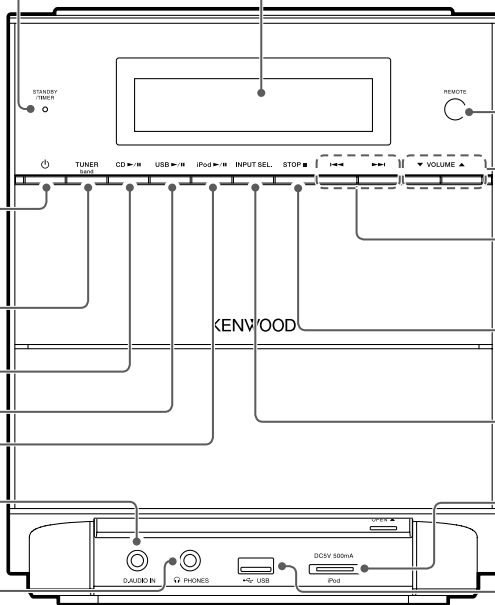 STANDBY
/TIMER
REMOTE
TUNER
band
CD ►/II
USB ►/II
iPod ►/II
INPUT SEL.
STOP ■
I◄◄
►►I
▼ VOLUME ▲
KENWOOD
OPEN ▲
D.AUDIO IN
PHONES
USB
DC5V 500mA
iPod